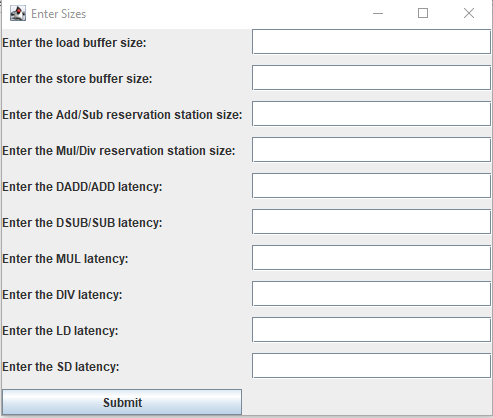 Enter Sizes
Enter the load buffer size:
Enter the store buffer size:
Enter the Add/Sub reservation station size:
Enter the Mul/Div reservation station size:
Enter the DADD/ADD latency:
Enter the DSUB/SUB latency:
Enter the MUL latency:
Enter the DIV latency:
Enter the LD latency:
Enter the SD latency:
Submit